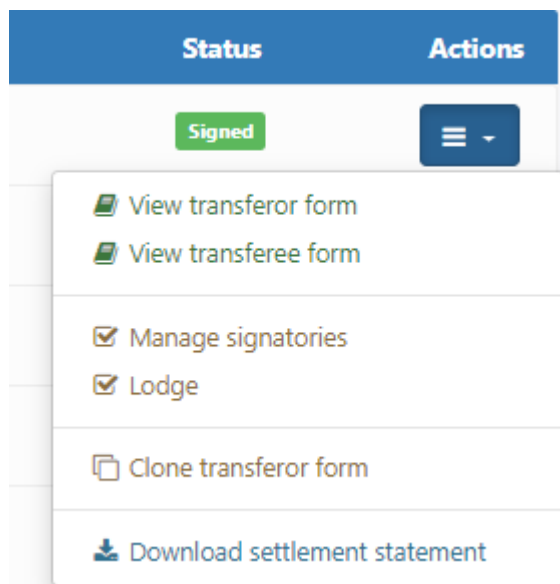 Status Actions
Signed
View transferor form
View transferee form
Manage signatories
Lodge
Clone transferor form
Download settlement statement